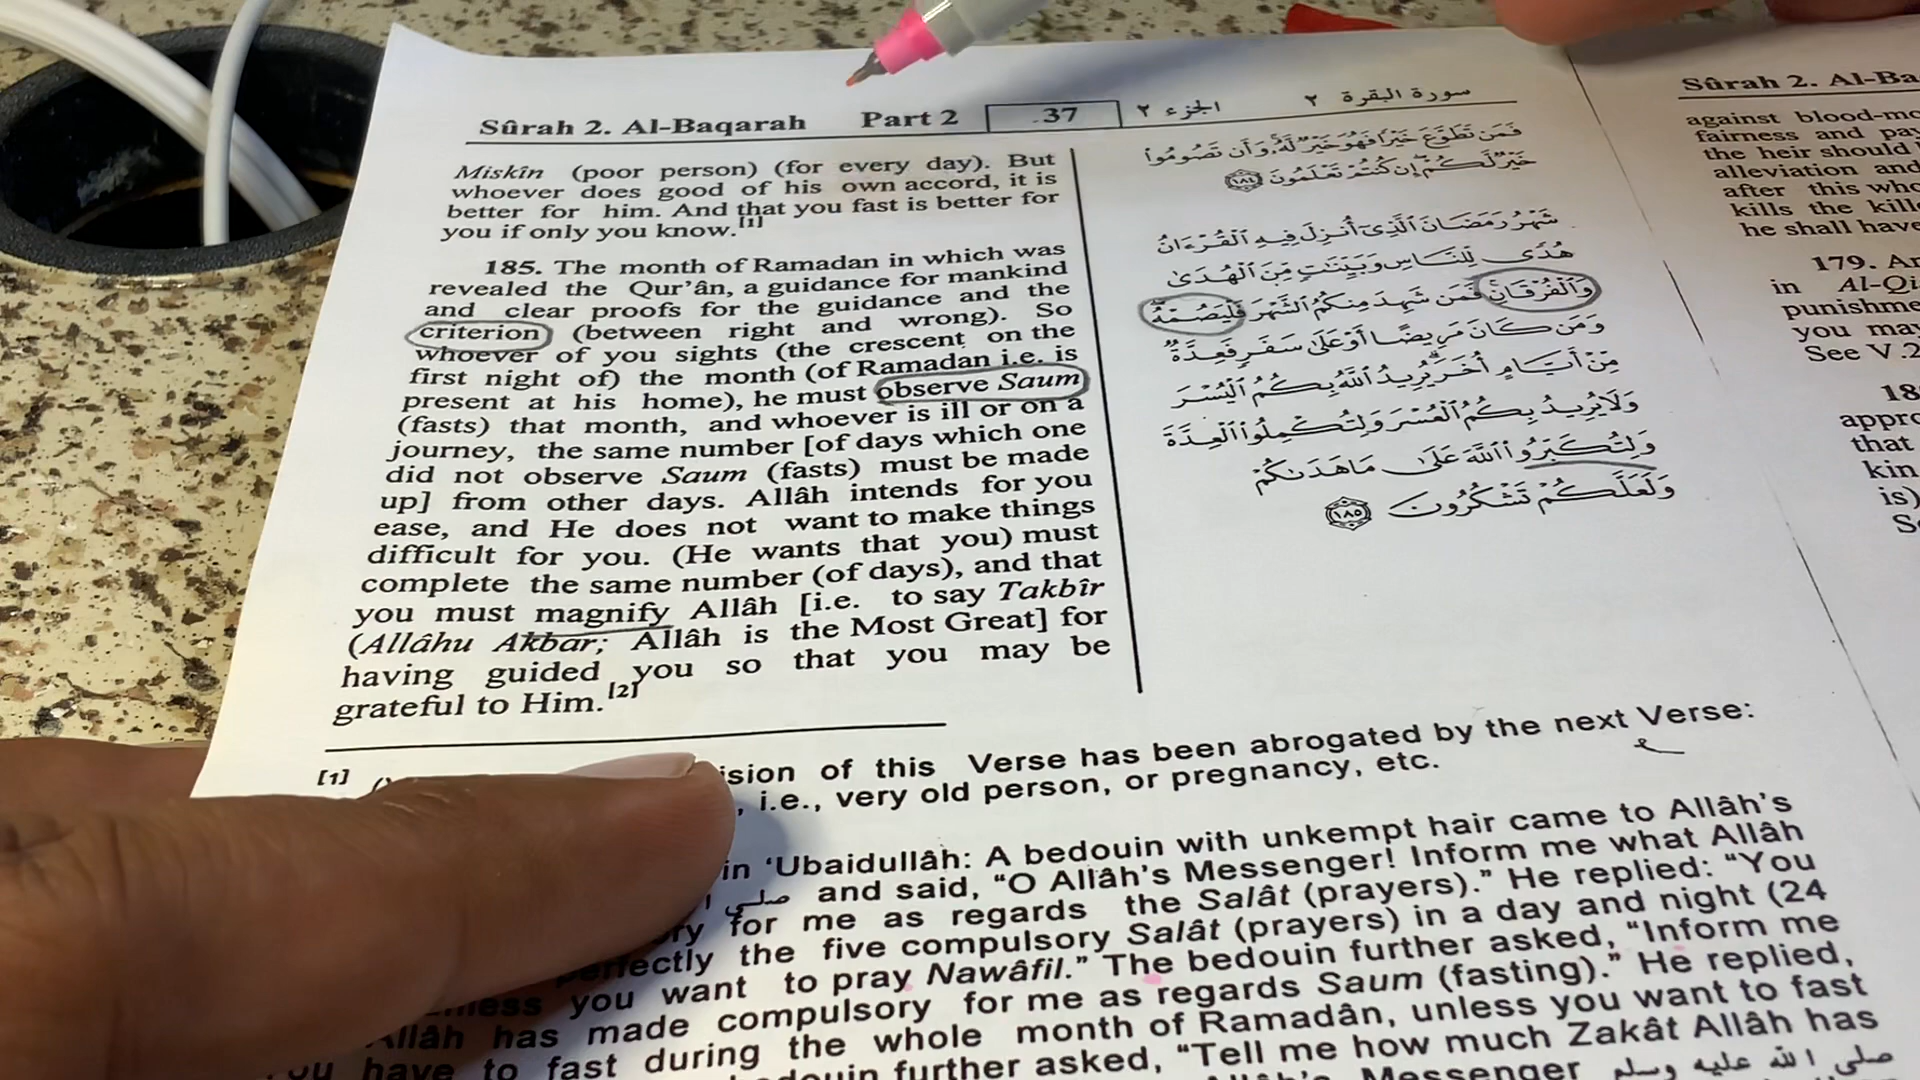 Sûrah 2. Al-Baqarah Part 2 37 الجزء ٢ سورة البقرة ٢
Miskîn (poor person) (for every day). But
whoever does good of his own accord, it is
better for him. And that you fast is better for
you if only you know.[1]
185. The month of Ramadan in which was
revealed the Qur'ân, a guidance for mankind
and clear proofs for the guidance and the
criterion (between right and wrong). So
whoever of you sights (the crescent on the
first night of) the month (of Ramadan i.e. is
present at his home), he must observe Saum
(fasts) that month, and whoever is ill or on a
journey, the same number [of days which one
did not observe Saum (fasts) must be made
up] from other days. Allâh intends for you
ease, and He does not want to make things
difficult for you. (He wants that you) must
complete the same number (of days), and that
you must magnify Allâh [i.e. to say Takbîr
(Allâhu Akbar; Allâh is the Most Great] for
having guided you so that you may be
grateful to Him.[2]
فَمَن تَطَوَّعَ خَيْرًا فَهُوَ خَيْرٌ لَّهُۥ وَأَن تَصُومُوا۟
خَيْرٌ لَّكُمْ إِن كُنتُمْ تَعْلَمُونَ ١٨٤
شَهْرُ رَمَضَانَ ٱلَّذِىٓ أُنزِلَ فِيهِ ٱلْقُرْءَانُ
هُدًى لِّلنَّاسِ وَبَيِّنَٰتٍ مِّنَ ٱلْهُدَىٰ
وَٱلْفُرْقَانِ فَمَن شَهِدَ مِنكُمُ ٱلشَّهْرَ فَلْيَصُمْهُ
وَمَن كَانَ مَرِيضًا أَوْ عَلَىٰ سَفَرٍ فَعِدَّةٌ
مِّنْ أَيَّامٍ أُخَرَ يُرِيدُ ٱللَّهُ بِكُمُ ٱلْيُسْرَ
وَلَا يُرِيدُ بِكُمُ ٱلْعُسْرَ وَلِتُكْمِلُوا۟ ٱلْعِدَّةَ
وَلِتُكَبِّرُوا۟ ٱللَّهَ عَلَىٰ مَا هَدَىٰكُمْ
وَلَعَلَّكُمْ تَشْكُرُونَ ١٨٥
[1] of this Verse has been abrogated by the next Verse:
i.e., very old person, or pregnancy, etc.
'Ubaidullâh: A bedouin with unkempt hair came to Allâh's
and said, "O Allâh's Messenger! Inform me what Allâh
for me as regards the Salât (prayers)." He replied: "You
the five compulsory Salât (prayers) in a day and night (24
you want to pray Nawâfil." The bedouin further asked, "Inform me
Allâh has made compulsory for me as regards Saum (fasting)." He replied,
have to fast during the whole month of Ramadân, unless you want to fast
further asked, "Tell me how much Zakât Allâh has
Messenger صلى الله عليه وسلم
Sûrah 2.
against
fairness and
the heir should
alleviation and
after this
kills the
he shall have
179.
in
you may
See
that
kin
is)